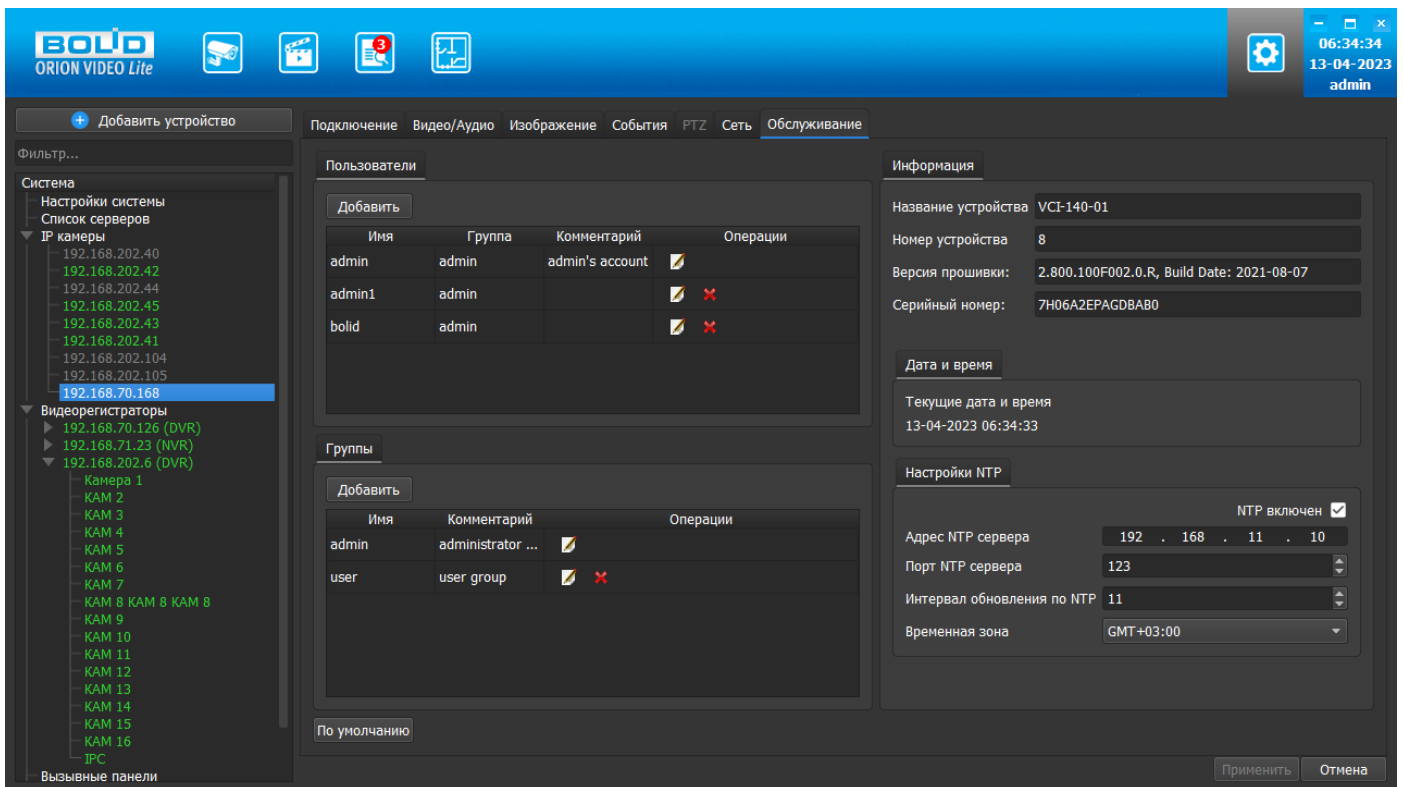 BOLID
ORION VIDEO Lite
3
06:34:34
13-04-2023
admin
Добавить устройство
Фильтр...
Система
Настройки системы
Список серверов
IP камеры
192.168.202.40
192.168.202.42
192.168.202.44
192.168.202.45
192.168.202.43
192.168.202.41
192.168.202.104
192.168.202.105
192.168.70.168
Видеорегистраторы
192.168.70.126 (DVR)
192.168.71.23 (NVR)
192.168.202.6 (DVR)
Камера 1
КАМ 2
КАМ 3
КАМ 4
КАМ 5
КАМ 6
КАМ 7
КАМ 8 КАМ 8 КАМ 8
КАМ 9
КАМ 10
КАМ 11
КАМ 12
КАМ 13
КАМ 14
КАМ 15
КАМ 16
IPC
Вызывные панели
Подключение Видео/Аудио Изображение События PTZ Сеть Обслуживание
Пользователи
Добавить
Имя Группа Комментарий Операции
admin admin admin's account
admin1 admin
bolid admin
Группы
Добавить
Имя Комментарий Операции
admin administrator ...
user user group
По умолчанию
Информация
Название устройства VCI-140-01
Номер устройства 8
Версия прошивки: 2.800.100F002.0.R, Build Date: 2021-08-07
Серийный номер: 7H06A2EPAGDBAB0
Дата и время
Текущие дата и время
13-04-2023 06:34:33
Настройки NTP
NTP включен
Адрес NTP сервера 192 . 168 . 11 . 10
Порт NTP сервера 123
Интервал обновления по NTP 11
Временная зона GMT+03:00
Применить Отмена